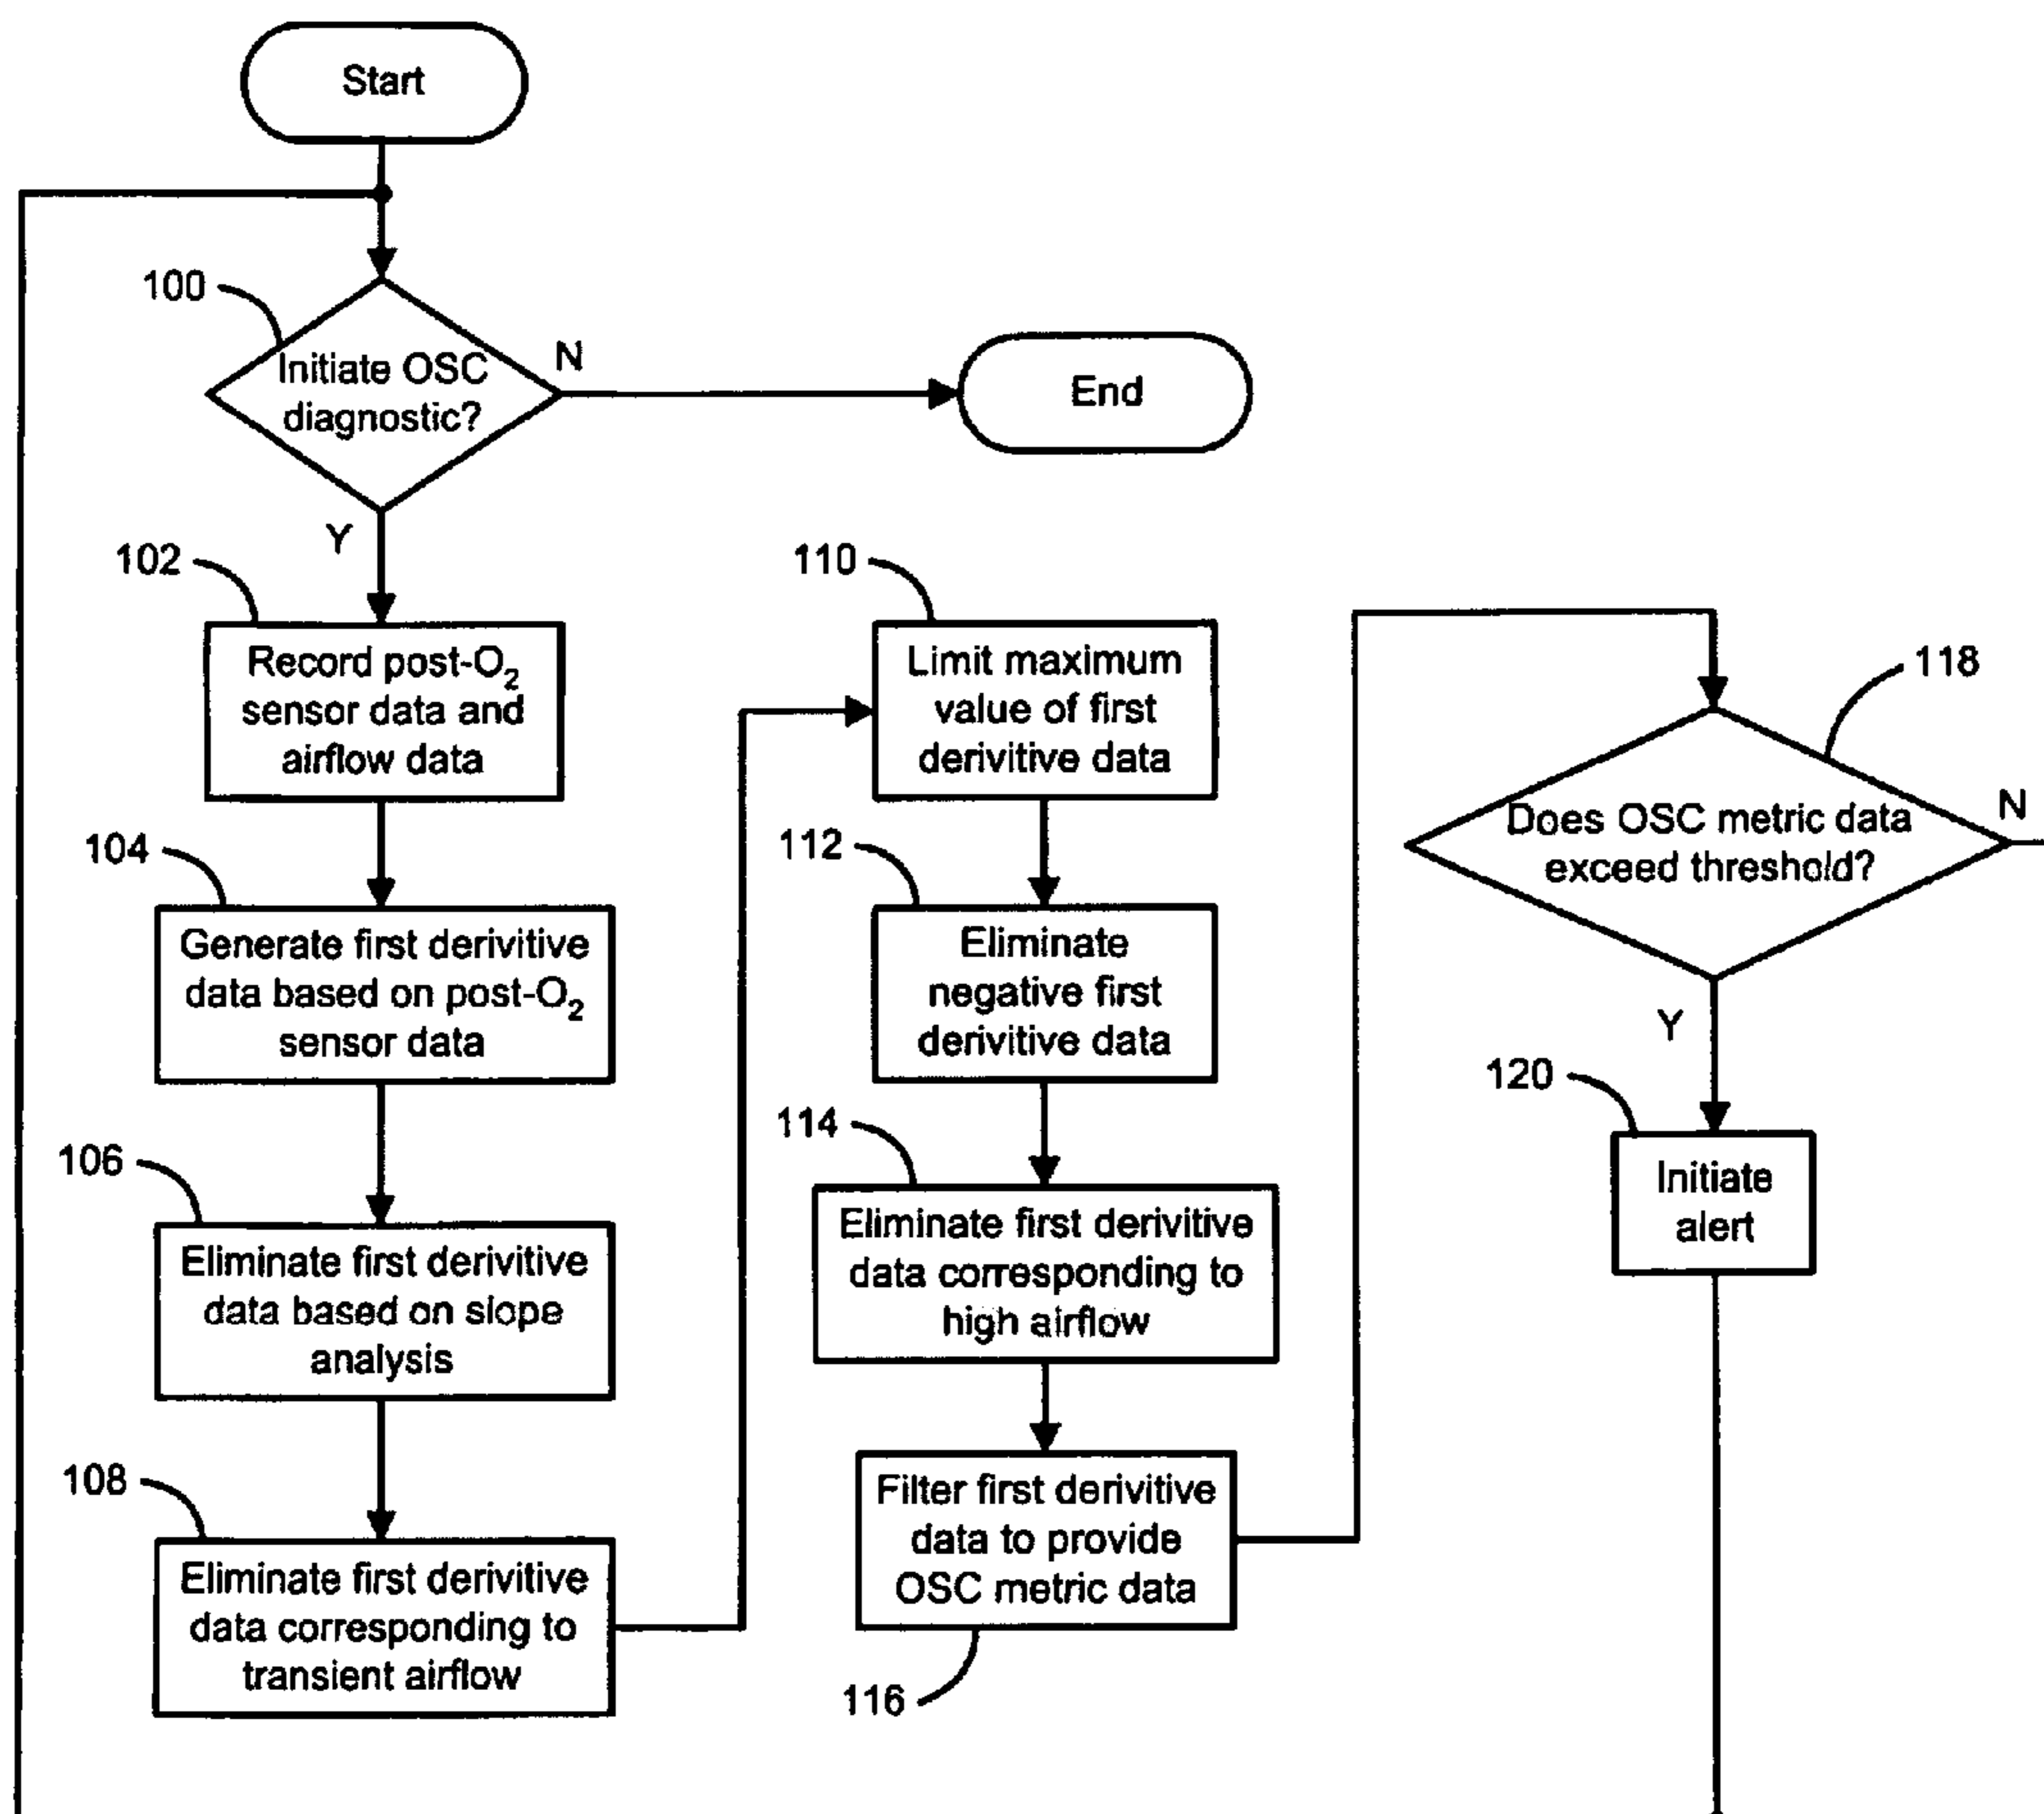 Start
100
Initiate OSC
diagnostic?
N
End
Y
102
Record post-O₂
sensor data and
airflow data
104
Generate first derivitive
data based on post-O₂
sensor data
106
Eliminate first derivitive
data based on slope
analysis
108
Eliminate first derivitive
data corresponding to
transient airflow
110
Limit maximum
value of first
derivitive data
112
Eliminate
negative first
derivitive data
114
Eliminate first derivitive
data corresponding to
high airflow
Filter first derivitive
data to provide
OSC metric data
116
118
Does OSC metric data
exceed threshold?
N
Y
120
Initiate
alert